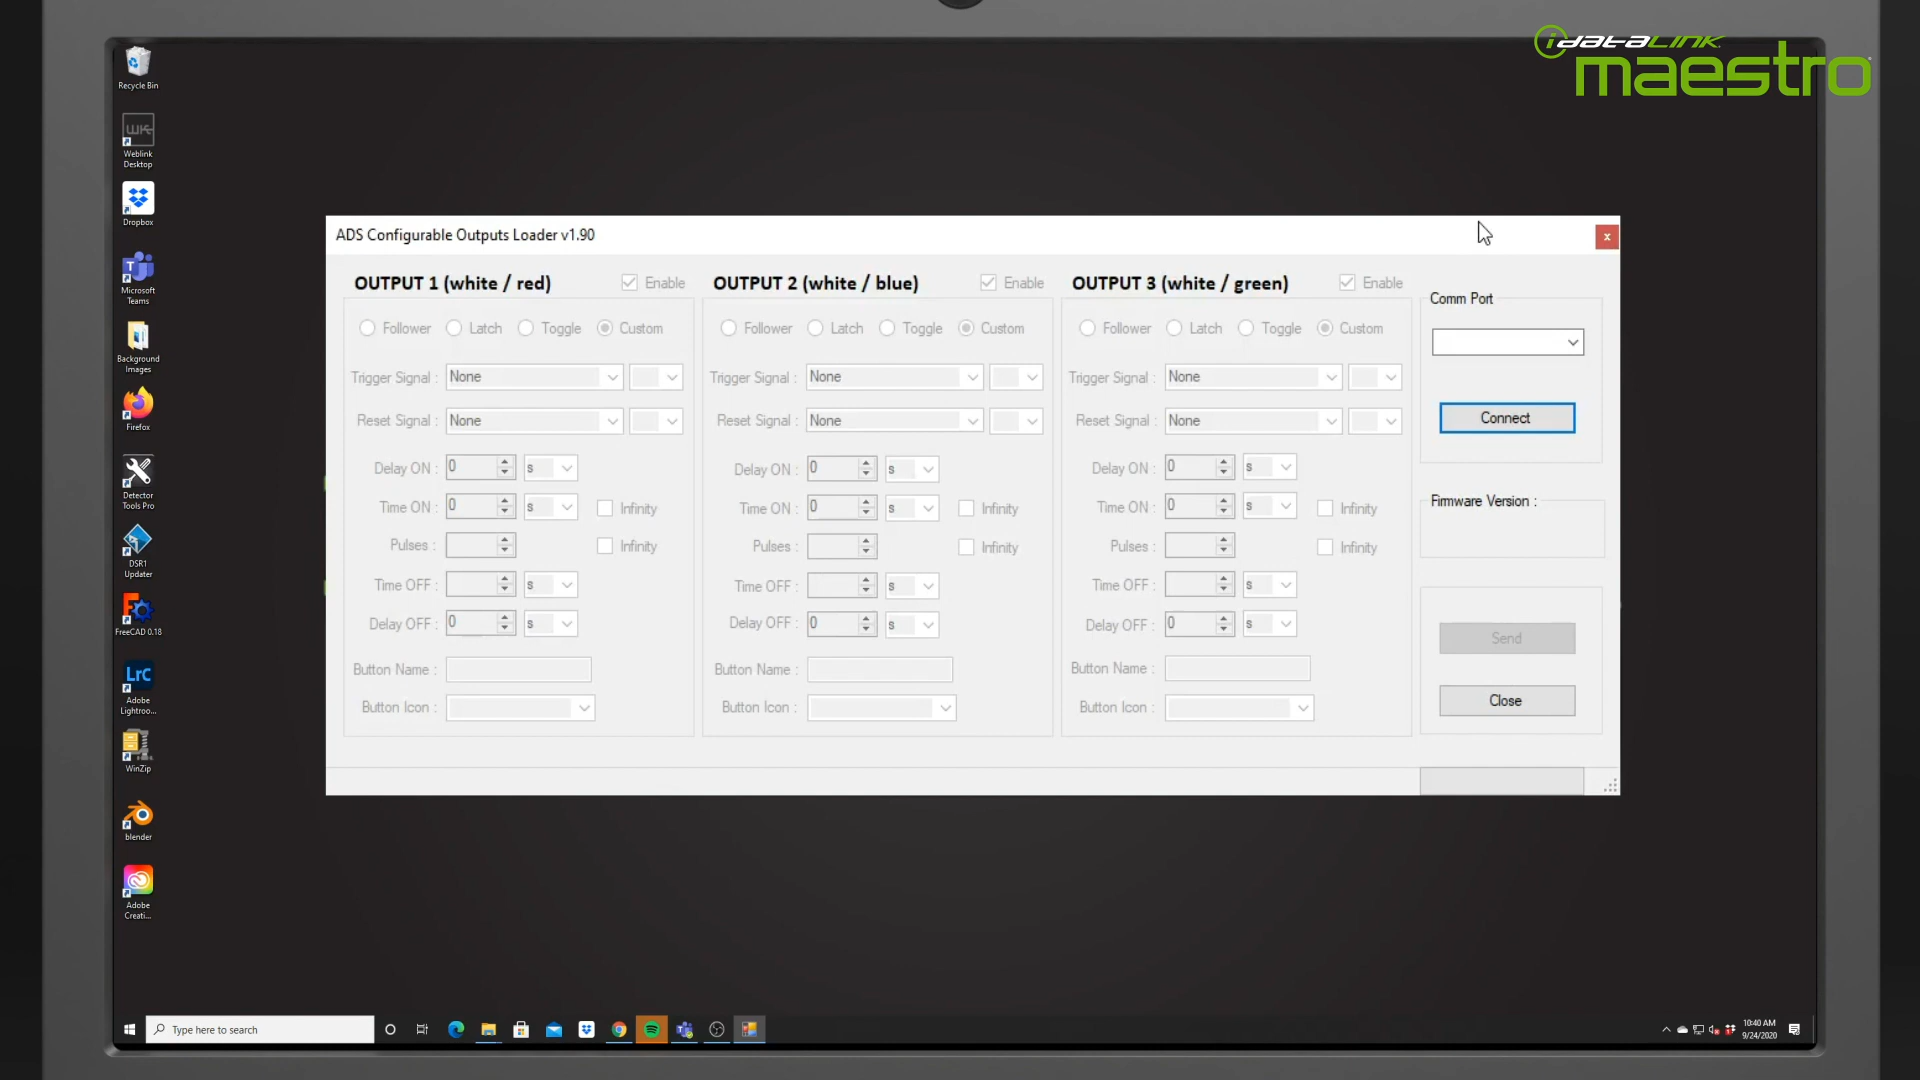 iDATALINK
maestro
Recycle Bin
Weblink
Desktop
Dropbox
Microsoft
Teams
Background
Images
Firefox
Detector
Tools Pro
DSR1
Updater
FreeCAD 0.18
Lrc
Adobe
Lightroo...
WinZip
blender
Adobe
Creati...
ADS Configurable Outputs Loader v1.90
x
OUTPUT 1 (white / red)
Enable
Follower Latch Toggle Custom
Trigger Signal : None
Reset Signal : None
Delay ON : 0 s
Time ON : 0 s Infinity
Pulses : Infinity
Time OFF : s
Delay OFF : 0 s
Button Name :
Button Icon :
OUTPUT 2 (white / blue)
Enable
Follower Latch Toggle Custom
Trigger Signal : None
Reset Signal : None
Delay ON : 0 s
Time ON : 0 s Infinity
Pulses : Infinity
Time OFF : s
Delay OFF : 0 s
Button Name :
Button Icon :
OUTPUT 3 (white / green)
Enable
Follower Latch Toggle Custom
Trigger Signal : None
Reset Signal : None
Delay ON : 0 s
Time ON : 0 s Infinity
Pulses : Infinity
Time OFF : s
Delay OFF : 0 s
Button Name :
Button Icon :
Comm Port
Connect
Firmware Version :
Send
Close
Type here to search
10:40 AM
9/24/2020